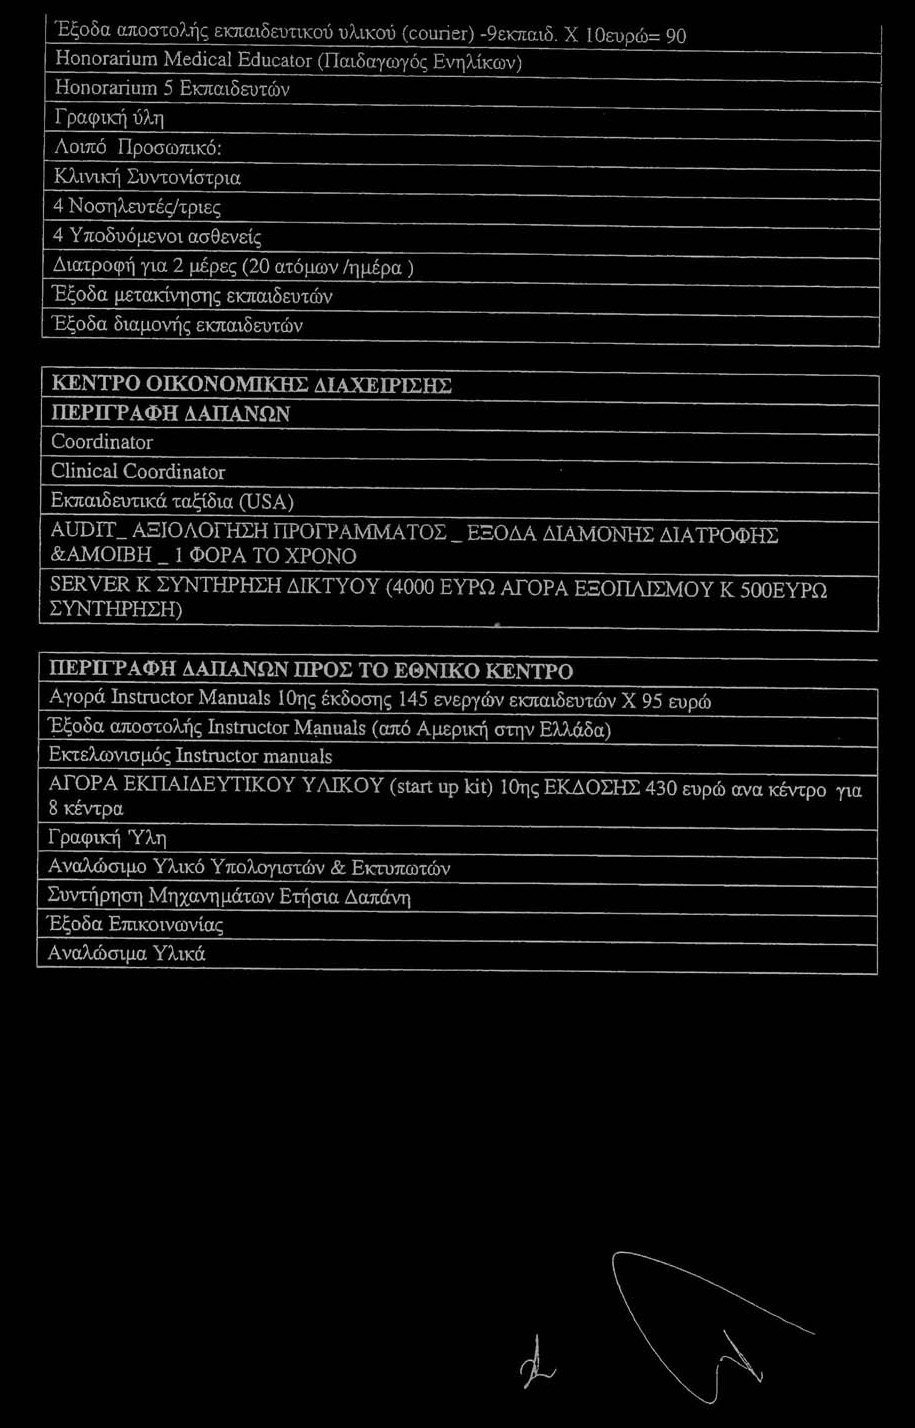 Έξοδα αποστολής εκπαιδευτικού υλικού (courier) -9εκπαιδ. Χ 10ευρώ= 90
Honorarium Medical Educator (Παιδαγωγός Ενηλίκων)
Honorarium 5 Εκπαιδευτών
Γραφική ύλη
Λοιπό Προσωπικό:
Κλινική Συντονίστρια
4 Νοσηλευτές/τριες
4 Υποδυόμενοι ασθενείς
Διατροφή για 2 μέρες (20 ατόμων /ημέρα )
Έξοδα μετακίνησης εκπαιδευτών
Έξοδα διαμονής εκπαιδευτών
ΚΕΝΤΡΟ ΟΙΚΟΝΟΜΙΚΗΣ ΔΙΑΧΕΙΡΙΣΗΣ
ΠΕΡΙΓΡΑΦΗ ΔΑΠΑΝΩΝ
Coordinator
Clinical Coordinator
Εκπαιδευτικά ταξίδια (USA)
AUDIT_ ΑΞΙΟΛΟΓΗΣΗ ΠΡΟΓΡΑΜΜΑΤΟΣ _ ΕΞΟΔΑ ΔΙΑΜΟΝΗΣ ΔΙΑΤΡΟΦΗΣ
&ΑΜΟΙΒΗ _ 1 ΦΟΡΑ ΤΟ ΧΡΟΝΟ
SERVER Κ ΣΥΝΤΗΡΗΣΗ ΔΙΚΤΥΟΥ (4000 ΕΥΡΩ ΑΓΟΡΑ ΕΞΟΠΛΙΣΜΟΥ Κ 500ΕΥΡΩ
ΣΥΝΤΗΡΗΣΗ)
ΠΕΡΙΓΡΑΦΗ ΔΑΠΑΝΩΝ ΠΡΟΣ ΤΟ ΕΘΝΙΚΟ ΚΕΝΤΡΟ
Αγορά Instructor Manuals 10ης έκδοσης 145 ενεργών εκπαιδευτών Χ 95 ευρώ
Έξοδα αποστολής Instructor Manuals (από Αμερική στην Ελλάδα)
Εκτελωνισμός Instructor manuals
ΑΓΟΡΑ ΕΚΠΑΙΔΕΥΤΙΚΟΥ ΥΛΙΚΟΥ (start up kit) 10ης ΕΚΔΟΣΗΣ 430 ευρώ ανα κέντρο για
8 κέντρα
Γραφική Ύλη
Αναλώσιμο Υλικό Υπολογιστών & Εκτυπωτών
Συντήρηση Μηχανημάτων Ετήσια Δαπάνη
Έξοδα Επικοινωνίας
Αναλώσιμα Υλικά